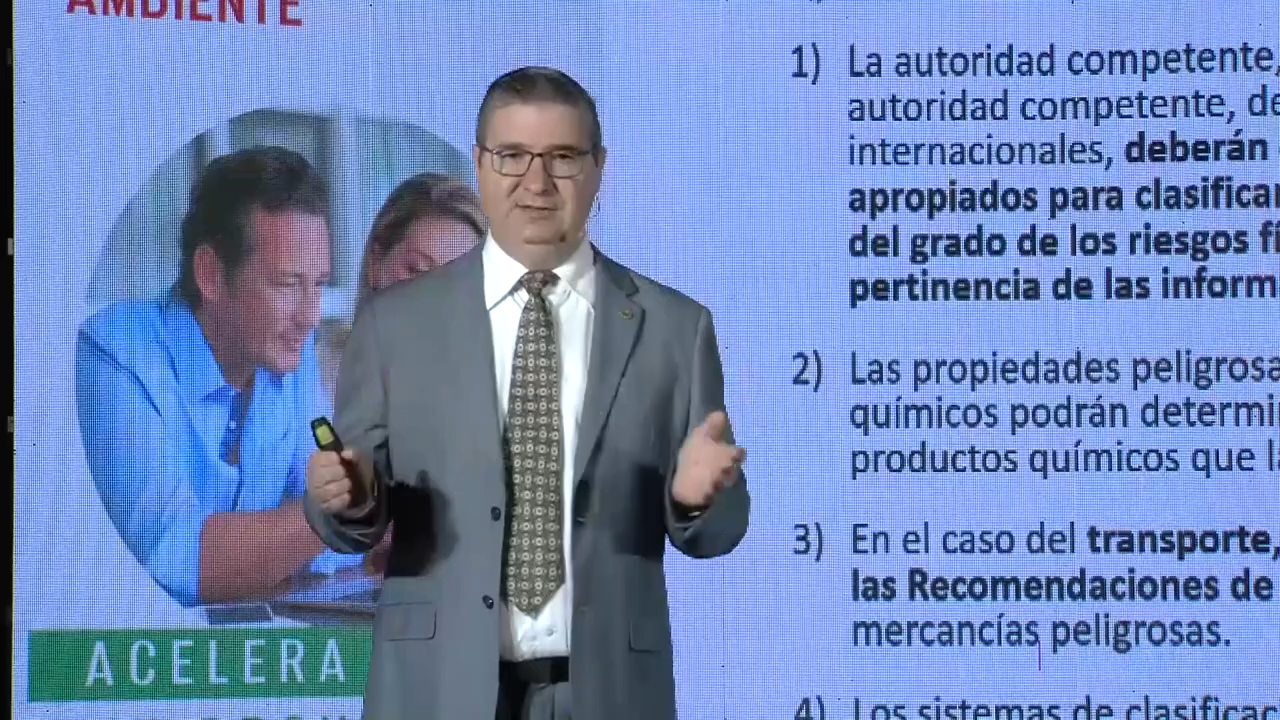 AMBIENTE
ACELERA
1) La autoridad competente,
autoridad competente, de
internacionales, deberán
apropiados para clasificar
del grado de los riesgos fí
pertinencia de las inform
2) Las propiedades peligrosa
químicos podrán determi
productos químicos que l
3) En el caso del transporte,
las Recomendaciones de
mercancías peligrosas.
4) Los sistemas de clasificac